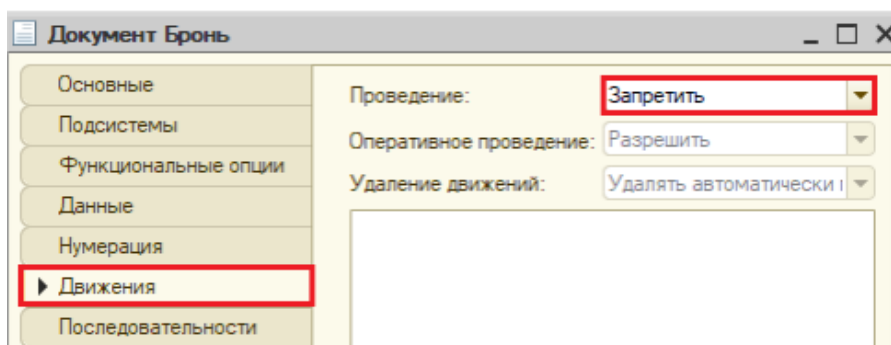 Документ Бронь
Основные
Подсистемы
Функциональные опции
Данные
Нумерация
Движения
Последовательности
Проведение: Запретить
Оперативное проведение: Разрешить
Удаление движений: Удалять автоматически